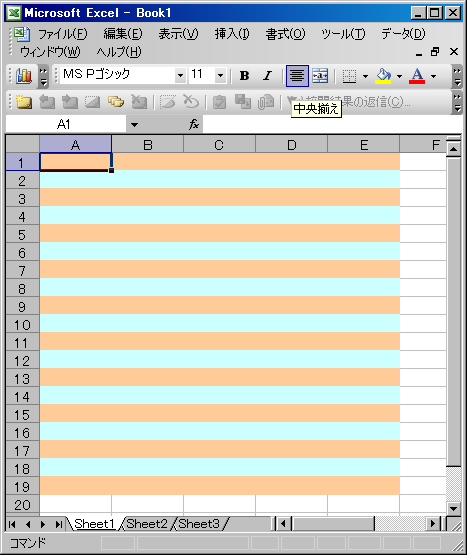 Microsoft Excel - Book1
ファイル(F) 編集(E) 表示(V) 挿入(I) 書式(O) ツール(T) データ(D)
ウィンドウ(W) ヘルプ(H)
MS Pゴシック 11 B I A
校閲結果の返信(C)...
中央揃え
A1 fx
A B C D E F
1
2
3
4
5
6
7
8
9
10
11
12
13
14
15
16
17
18
19
20
Sheet1 Sheet2 Sheet3
コマンド